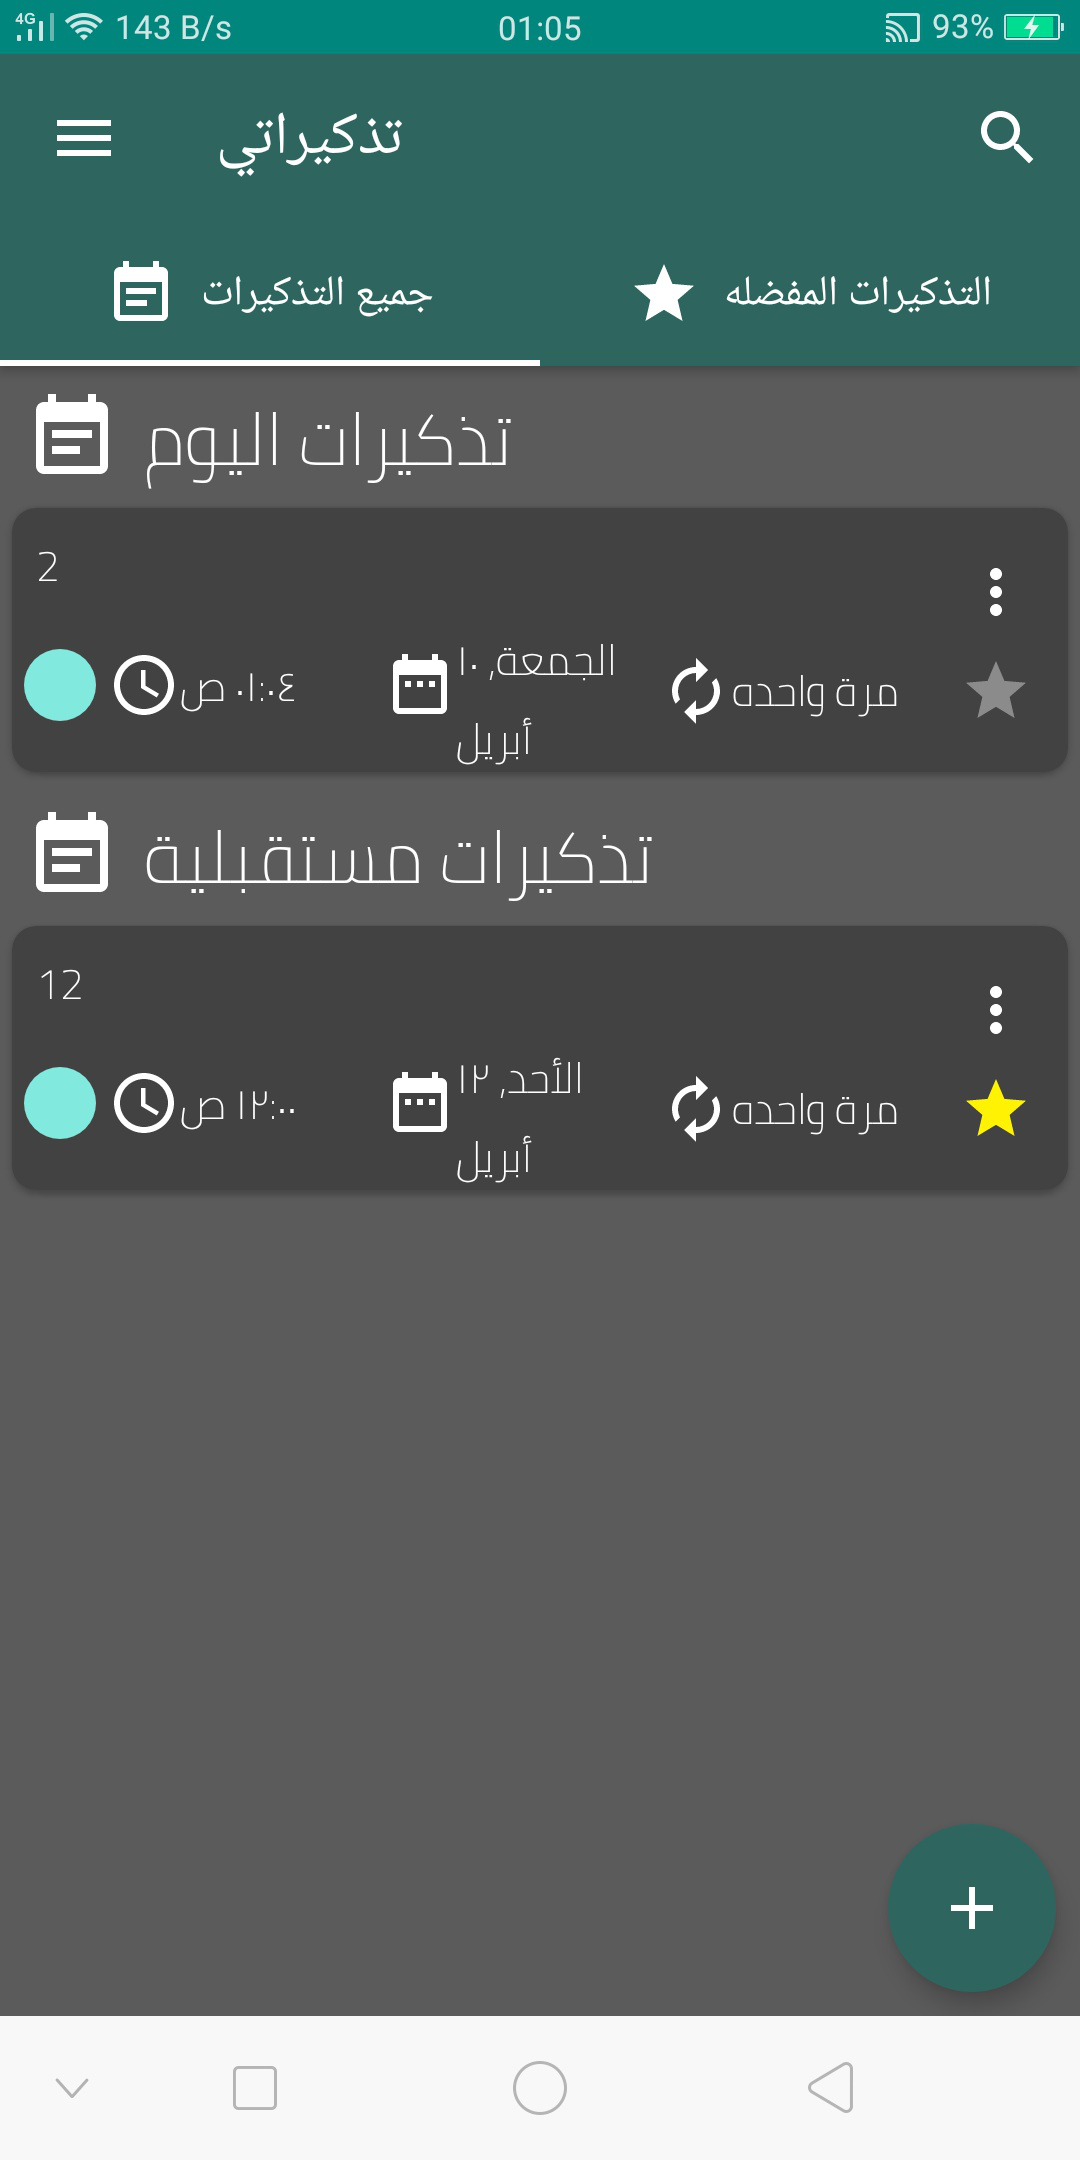 4G 143 B/s 01:05 93%
تذكيراتي
جميع التذكيرات
التذكيرات المفضله
تذكيرات اليوم
2
٠١:٠٤ ص
الجمعة, ١٠
أبريل
مرة واحده
تذكيرات مستقبلية
12
١٢:٠٠ ص
الأحد, ١٢
أبريل
مرة واحده